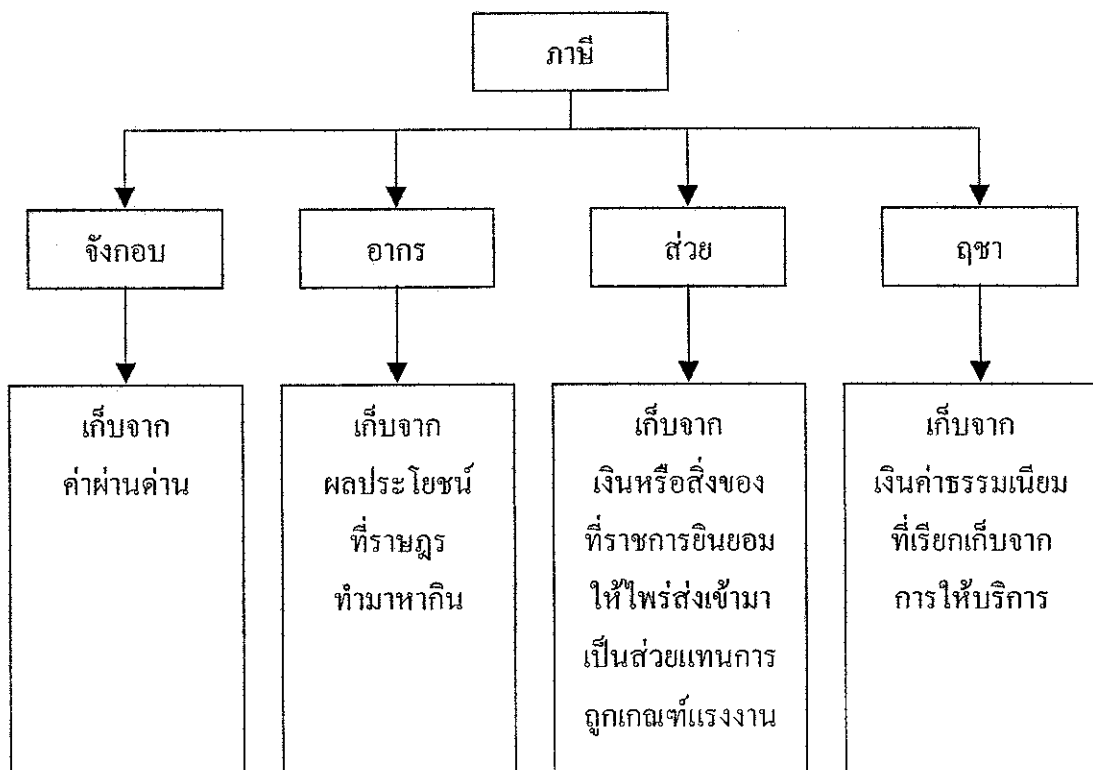 ภาษี
จังกอบ
อากร
ส่วย
ฤชา
เก็บจาก
ค่าผ่านด่าน
เก็บจาก
ผลประโยชน์
ที่ราษฎร
ทำมาหากิน
เก็บจาก
เงินหรือสิ่งของ
ที่ราชการยินยอม
ให้ไพร่ส่งเข้ามา
เป็นส่วยแทนการ
ถูกเกณฑ์แรงงาน
เก็บจาก
เงินค่าธรรมเนียม
ที่เรียกเก็บจาก
การให้บริการ